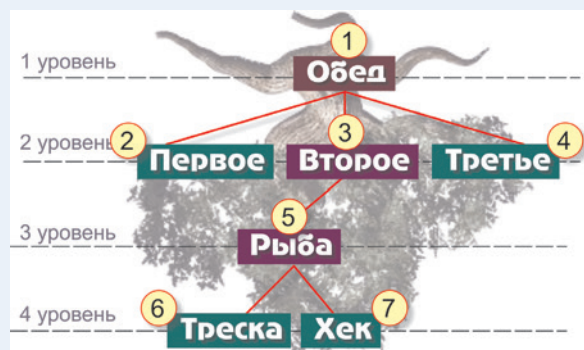 1
1 уровень
Обед
2 3 4
2 уровень
Первое Второе Третье
5
3 уровень
Рыба
6 7
4 уровень
Треска Хек